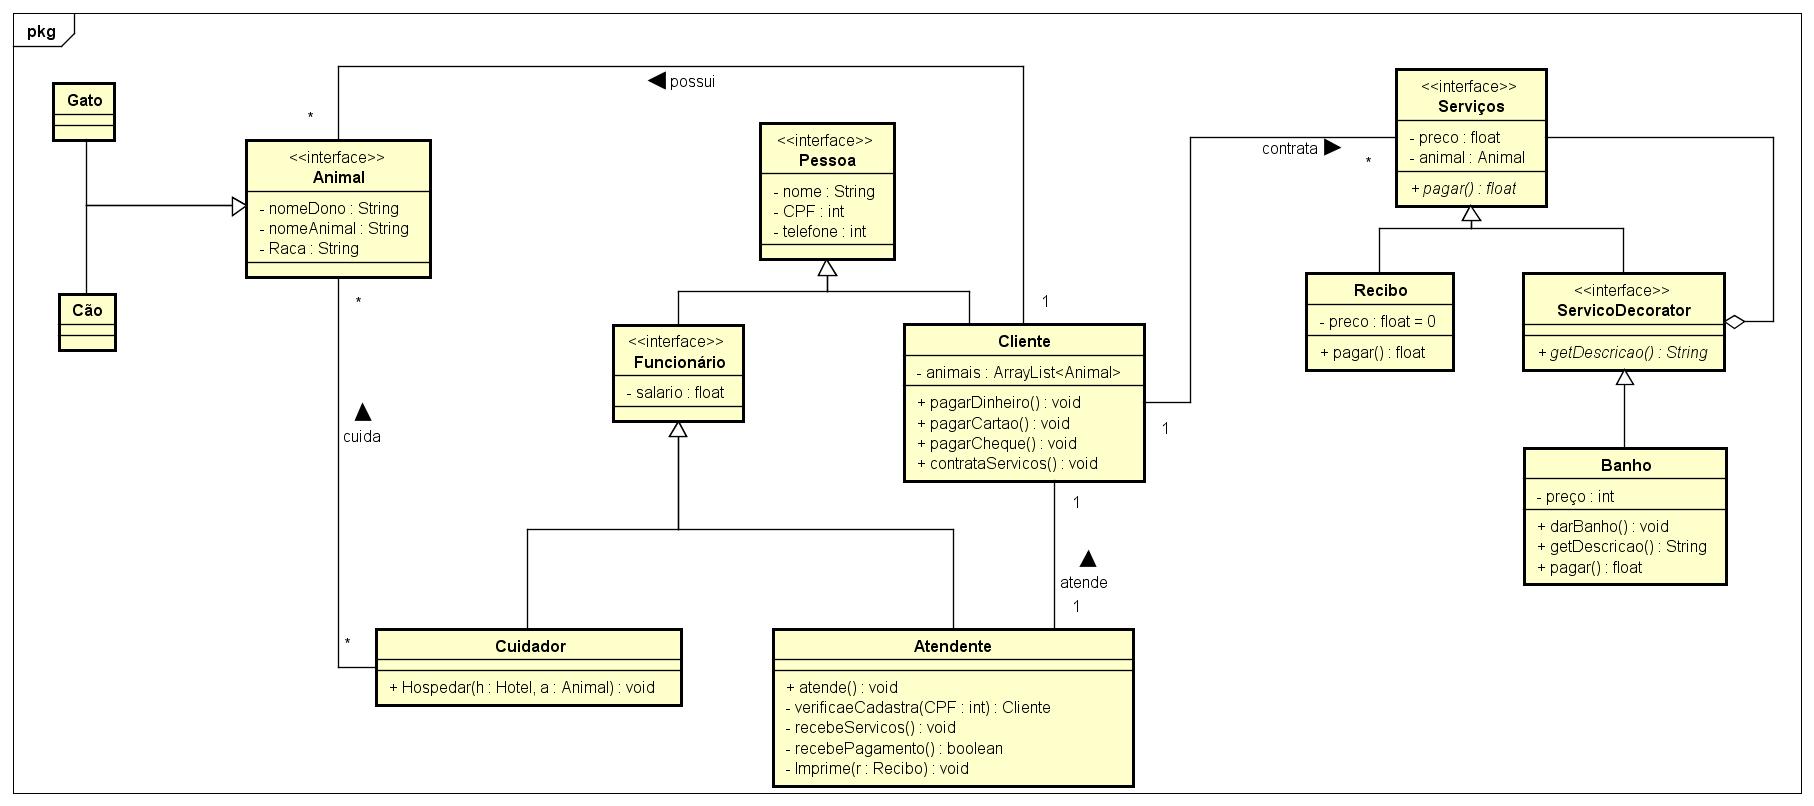 pkg
Gato
Cão
<<interface>>
Animal
- nomeDono : String
- nomeAnimal : String
- Raca : String
*
*
possui
<<interface>>
Pessoa
- nome : String
- CPF : int
- telefone : int
<<interface>>
Funcionário
- salario : float
1
Cliente
- animais : ArrayList<Animal>
+ pagarDinheiro() : void
+ pagarCartao() : void
+ pagarCheque() : void
+ contrataServicos() : void
1
contrata
*
<<interface>>
Serviços
- preco : float
- animal : Animal
+ pagar() : float
Recibo
- preco : float = 0
+ pagar() : float
<<interface>>
ServicoDecorator
+ getDescricao() : String
Banho
- preço : int
+ darBanho() : void
+ getDescricao() : String
+ pagar() : float
cuida
*
Cuidador
+ Hospedar(h : Hotel, a : Animal) : void
1
atende
1
Atendente
+ atende() : void
- verificaeCadastra(CPF : int) : Cliente
- recebeServicos() : void
- recebePagamento() : boolean
- Imprime(r : Recibo) : void